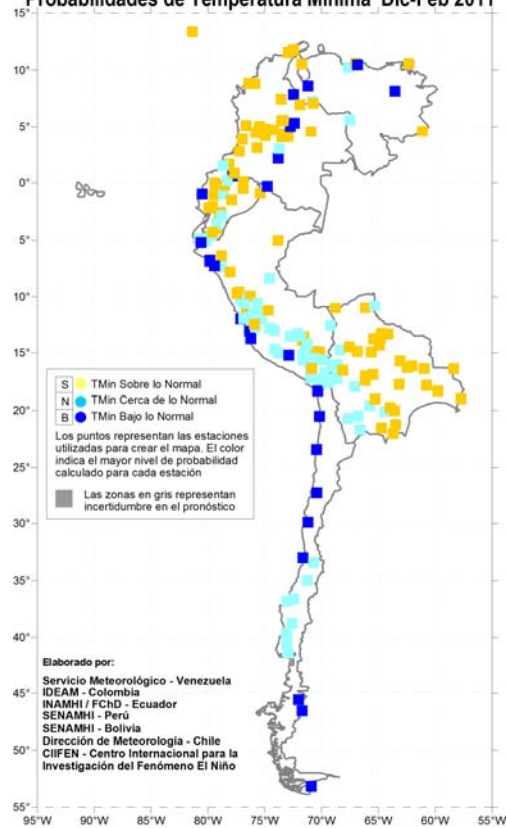 Probabilidades de Temperatura Mínima Dic-Feb 2011
15°
10°
5°
0°
5°
10°
15°
20°
25°
30°
35°
40°
45°
50°
55°
S TMin Sobre lo Normal
N TMin Cerca de lo Normal
B TMin Bajo lo Normal
Los puntos representan las estaciones
utilizadas para crear el mapa. El color
indica el mayor nivel de probabilidad
calculado para cada estación
Las zonas en gris representan
incertidumbre en el pronóstico
Elaborado por:
Servicio Meteorológico - Venezuela
IDEAM - Colombia
INAMHI / FChD - Ecuador
SENAMHI - Perú
SENAMHI - Bolivia
Dirección de Meteorología - Chile
CIIFEN - Centro Internacional para la
Investigación del Fenómeno El Niño
95°W 90°W 85°W 80°W 75°W 70°W 65°W 60°W 55°W